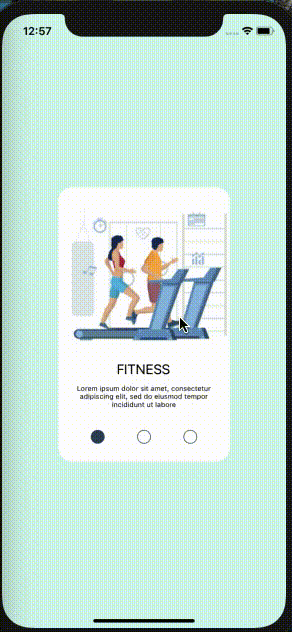 12:57
FITNESS
Lorem ipsum dolor sit amet, consectetur
adipiscing elit, sed do eiusmod tempor
incididunt ut labore